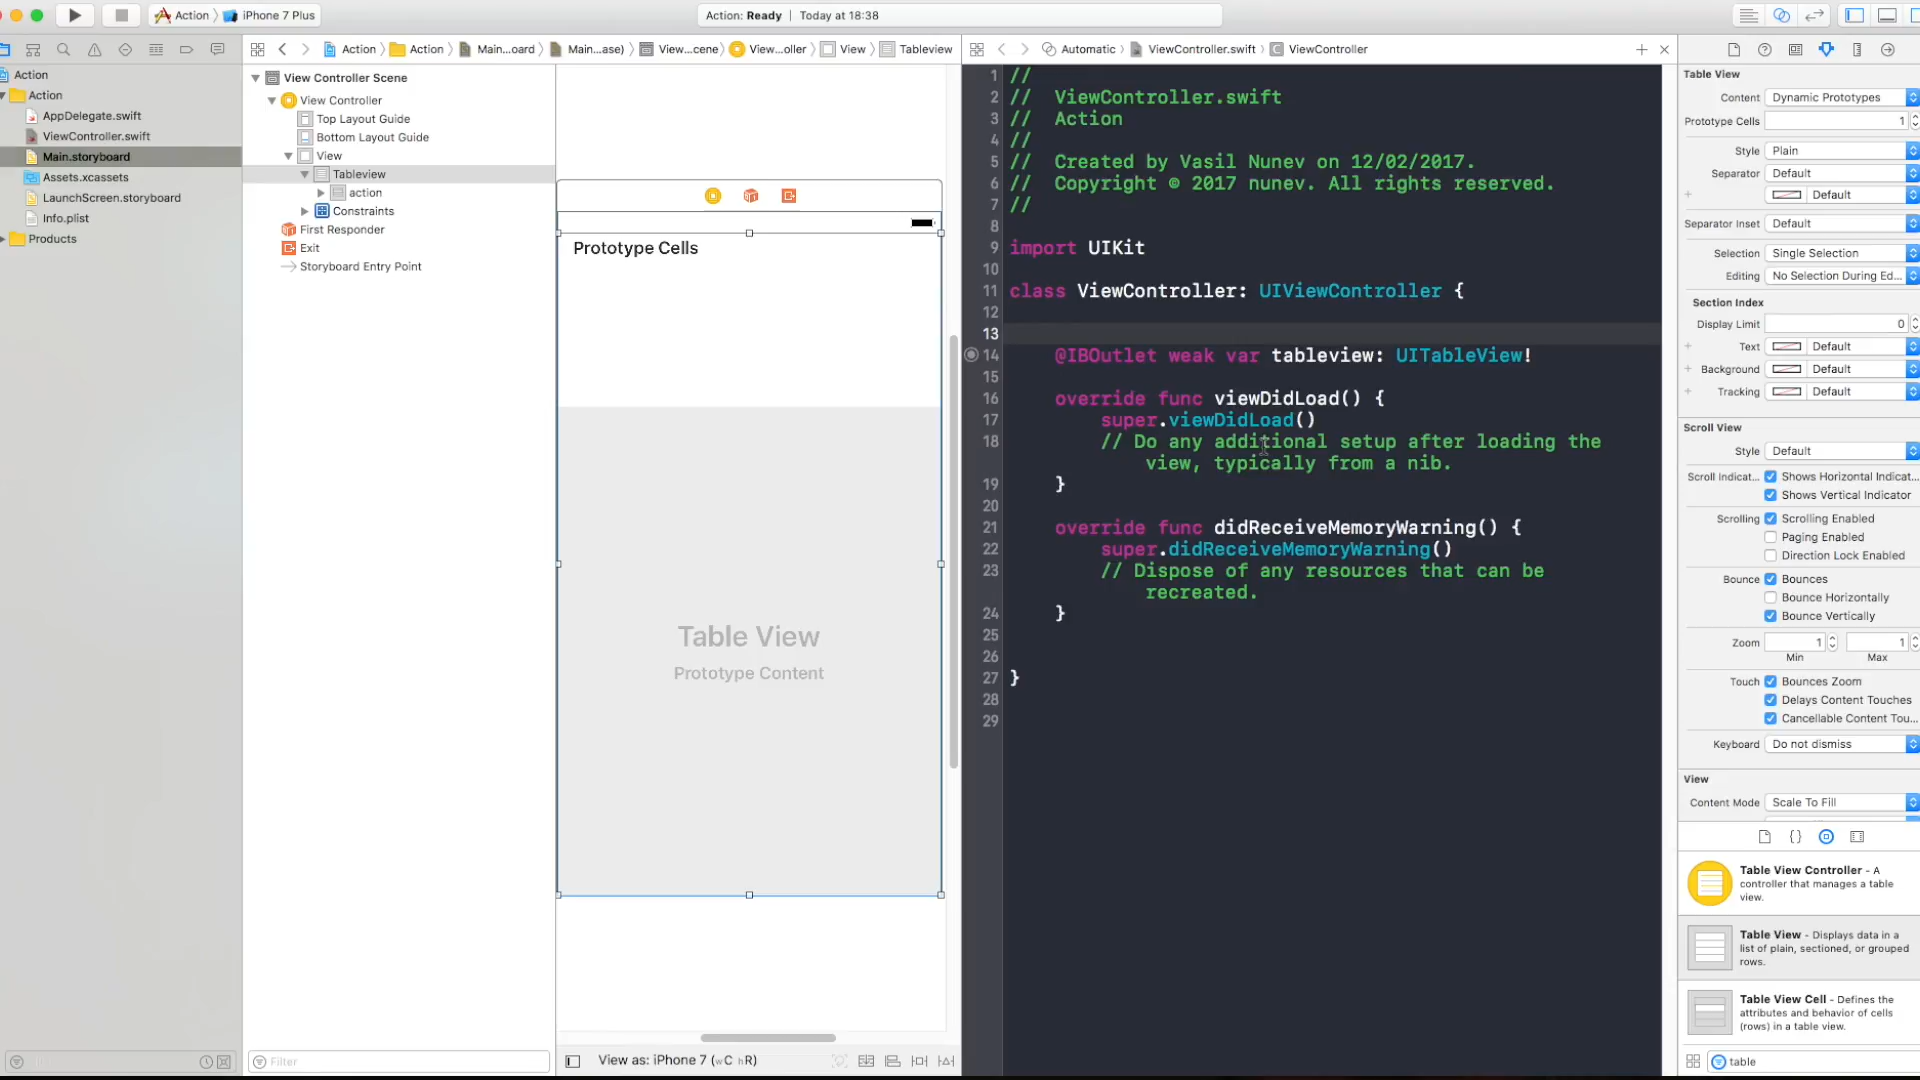 Action
iPhone 7 Plus
Action: Ready | Today at 18:38
Action
Action
Main...oard
Main...ase)
View...cene)
View...oller
View
Tableview
Automatic
ViewController.swift
ViewController
Action
Action
AppDelegate.swift
ViewController.swift
Main.storyboard
Assets.xcassets
LaunchScreen.storyboard
Info.plist
Products
View Controller Scene
View Controller
Top Layout Guide
Bottom Layout Guide
View
Tableview
action
Constraints
First Responder
Exit
Storyboard Entry Point
Filter
Prototype Cells
Table View
Prototype Content
View as: iPhone 7 (wC hR)
1 //
2 //  ViewController.swift
3 //  Action
4 //
5 //  Created by Vasil Nunev on 12/02/2017.
6 //  Copyright © 2017 nunev. All rights reserved.
7 //
8
9 import UIKit
10
11 class ViewController: UIViewController {
12
13
14     @IBOutlet weak var tableview: UITableView!
15
16     override func viewDidLoad() {
17         super.viewDidLoad()
18         // Do any additional setup after loading the
view, typically from a nib.
19     }
20
21     override func didReceiveMemoryWarning() {
22         super.didReceiveMemoryWarning()
23         // Dispose of any resources that can be
recreated.
24     }
25
26
27 }
28
29
Table View
Content Dynamic Prototypes
Prototype Cells 1
Style Plain
Separator Default
+ Default
Separator Inset Default
Selection Single Selection
Editing No Selection During Ed...
Section Index
Display Limit 0
+ Text Default
+ Background Default
+ Tracking Default
Scroll View
Style Default
Scroll Indicat... Shows Horizontal Indicat...
Shows Vertical Indicator
Scrolling Scrolling Enabled
Paging Enabled
Direction Lock Enabled
Bounce Bounces
Bounce Horizontally
Bounce Vertically
Zoom 1 1
Min Max
Touch Bounces Zoom
Delays Content Touches
Cancellable Content Tou...
Keyboard Do not dismiss
View
Content Mode Scale To Fill
Table View Controller - A
controller that manages a table
view.
Table View - Displays data in a
list of plain, sectioned, or grouped
rows.
Table View Cell - Defines the
attributes and behavior of cells
(rows) in a table view.
table